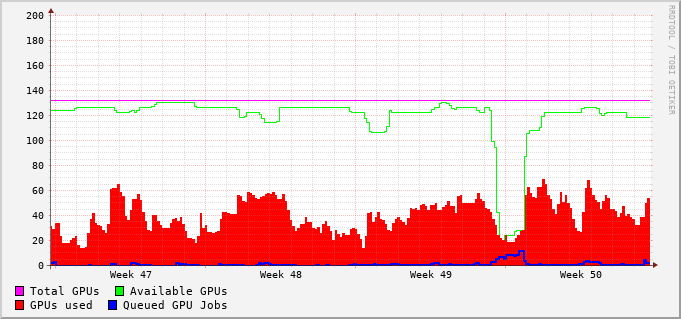 200
180
160
140
120
100
80
60
40
20
0
Week 47 Week 48 Week 49 Week 50
Total GPUs Available GPUs
GPUs used Queued GPU Jobs
RRDTOOL / TOBI OETIKER